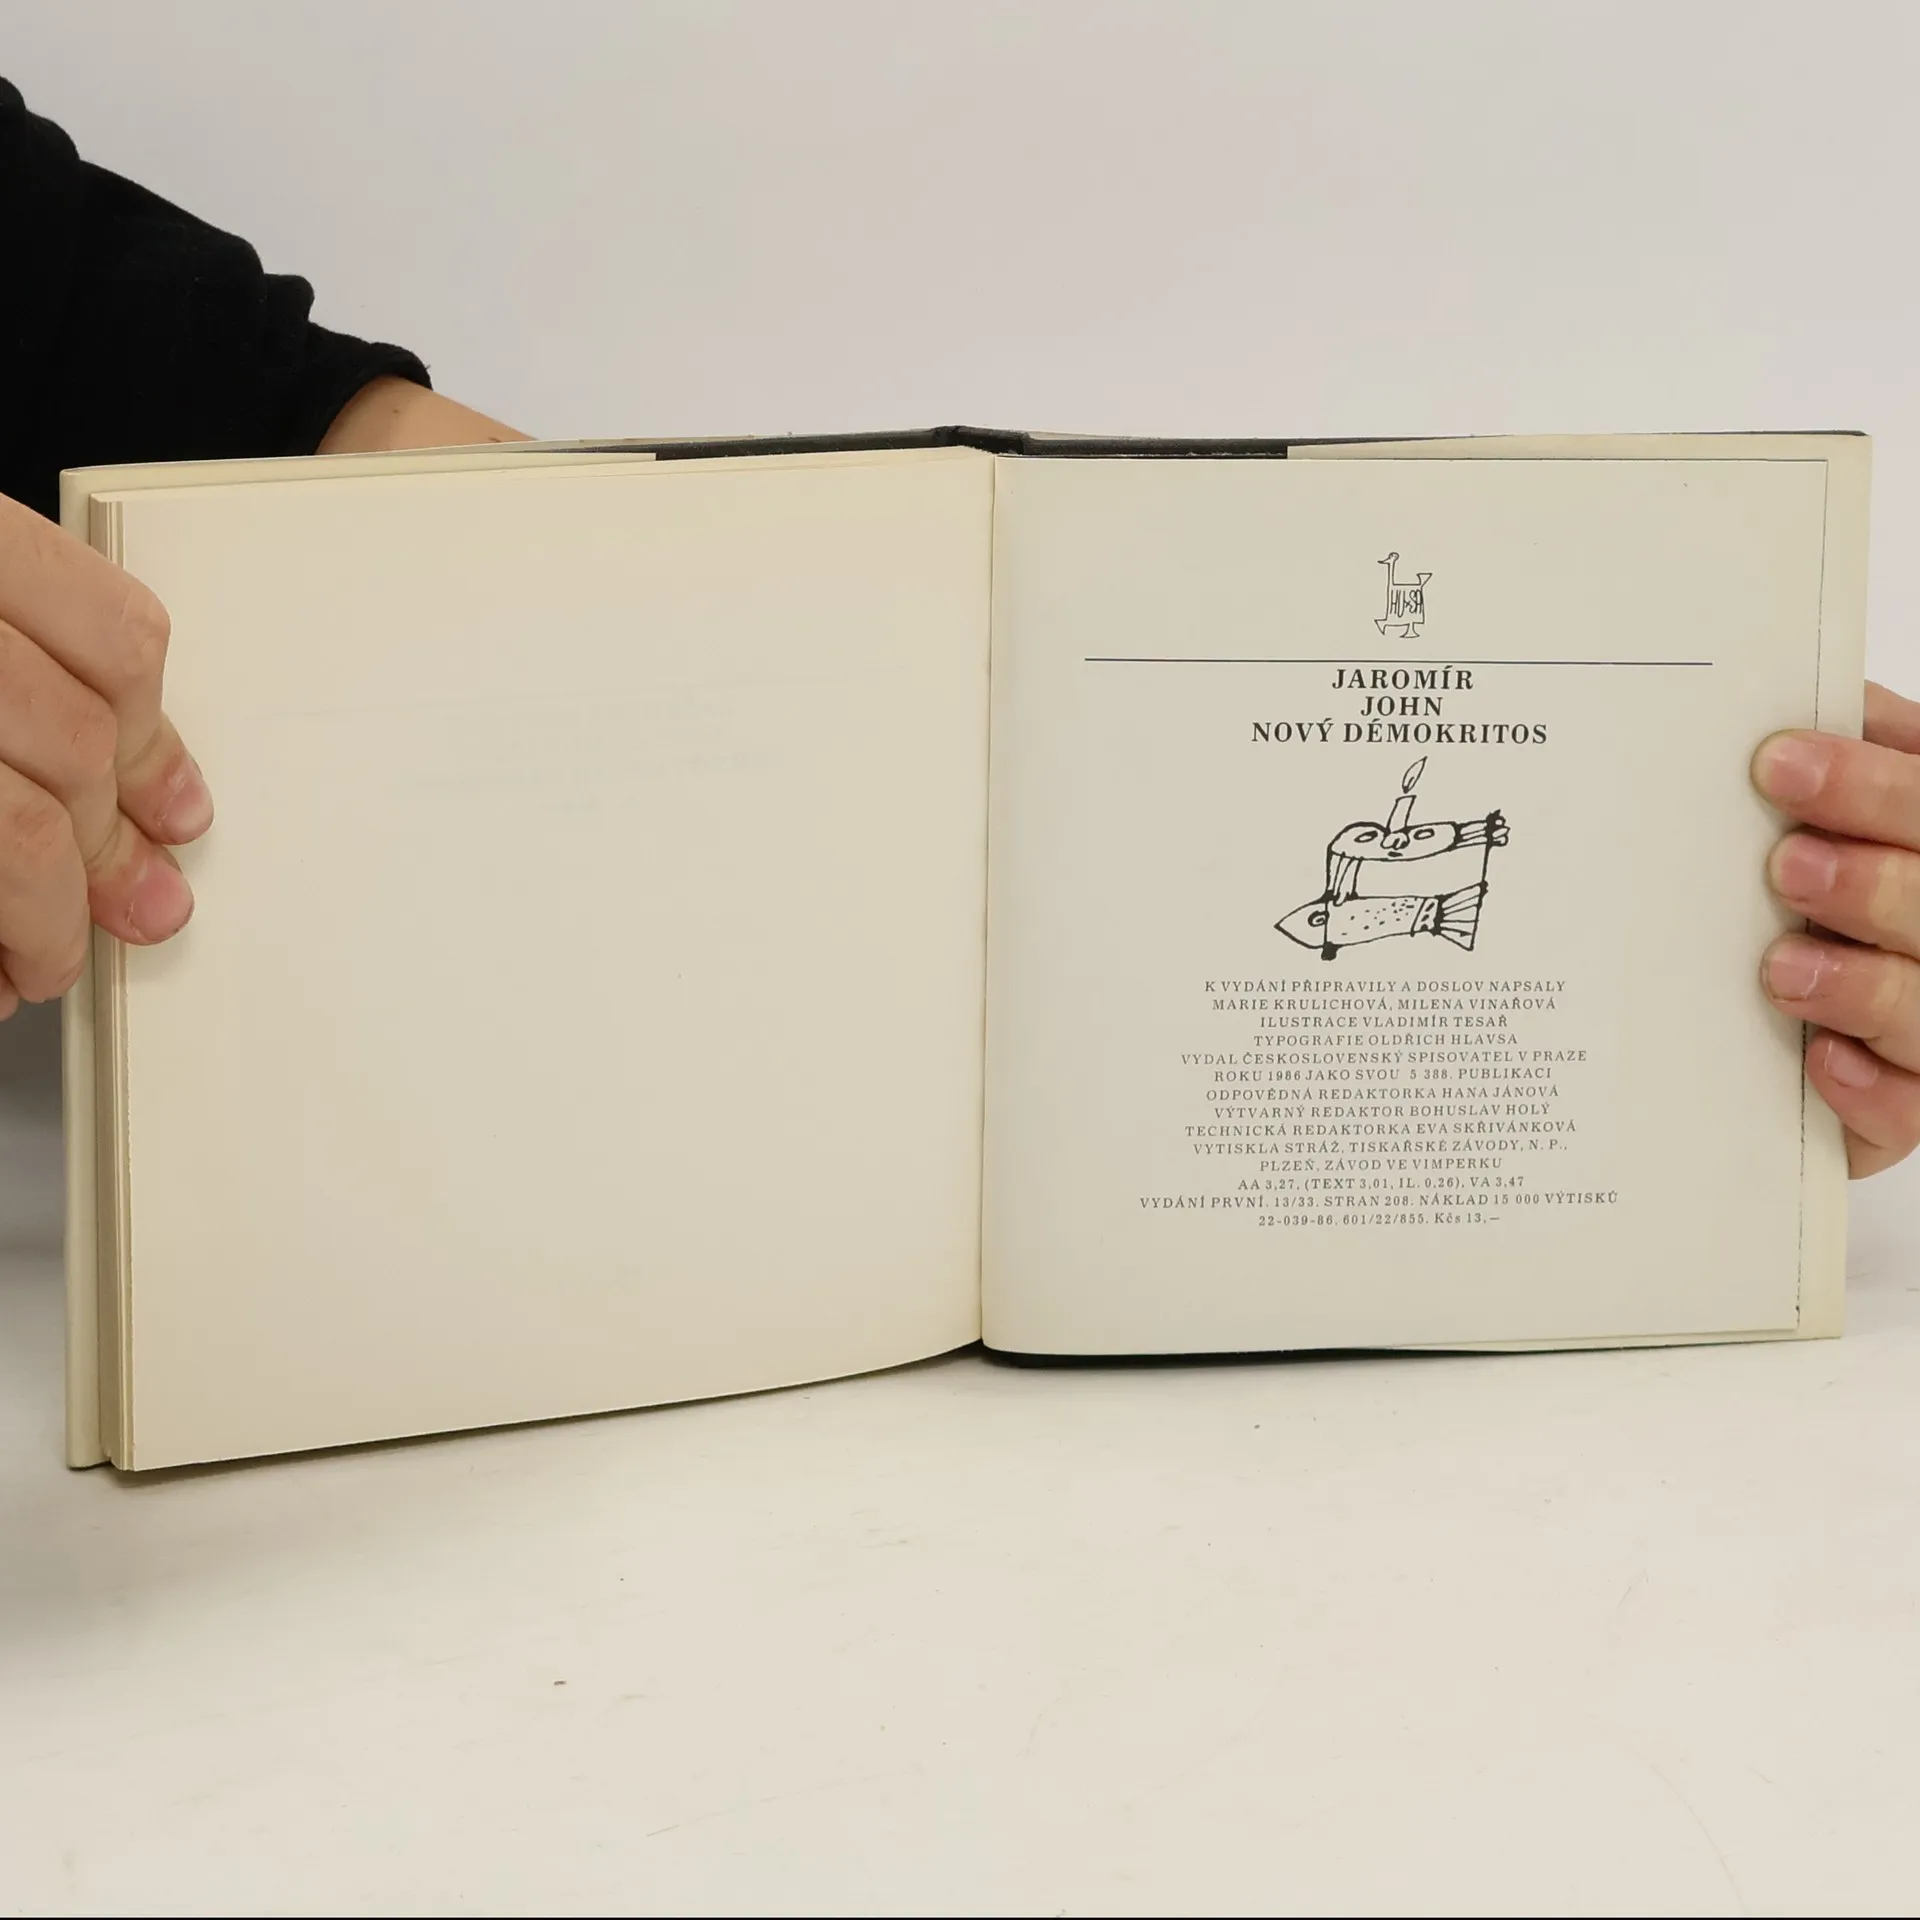 HUSA
JAROMÍR
JOHN
NOVÝ DÉMOKRITOS
K VYDÁNÍ PŘIPRAVILY A DOSLOV NAPSALY
MARIE KRULICHOVÁ, MILENA VINAŘOVÁ
ILUSTRACE VLADIMÍR TESAŘ
TYPOGRAFIE OLDŘICH HLAVSA
VYDAL ČESKOSLOVENSKÝ SPISOVATEL V PRAZE
ROKU 1986 JAKO SVOU 5 388. PUBLIKACI
ODPOVĚDNÁ REDAKTORKA HANA JÁNOVÁ
VÝTVARNÝ REDAKTOR BOHUSLAV HOLÝ
TECHNICKÁ REDAKTORKA EVA SKŘIVÁNKOVÁ
VYTISKLA STRÁŽ, TISKAŘSKÉ ZÁVODY, N. P.,
PLZEŇ, ZÁVOD VE VIMPERKU
AA 3,27, (TEXT 3,01, IL. 0,26), VA 3,47
VYDÁNÍ PRVNÍ. 13/33. STRAN 208. NÁKLAD 15 000 VÝTISKŮ
22-039-86. 601/22/855. Kčs 13,—